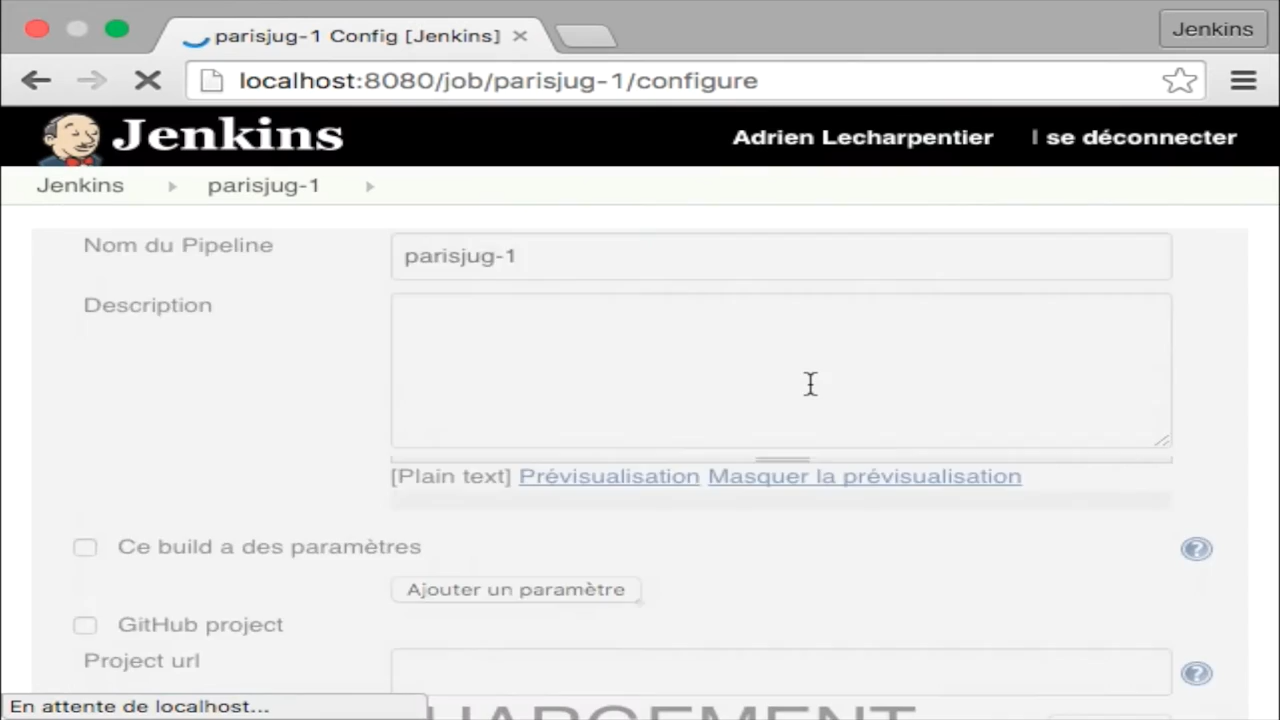 parisjug-1 Config [Jenkins]
Jenkins
localhost:8080/job/parisjug-1/configure
Jenkins
Adrien Lecharpentier
se déconnecter
Jenkins
parisjug-1
Nom du Pipeline
parisjug-1
Description
[Plain text] Prévisualisation Masquer la prévisualisation
Ce build a des paramètres
Ajouter un paramètre
GitHub project
Project url
En attente de localhost...